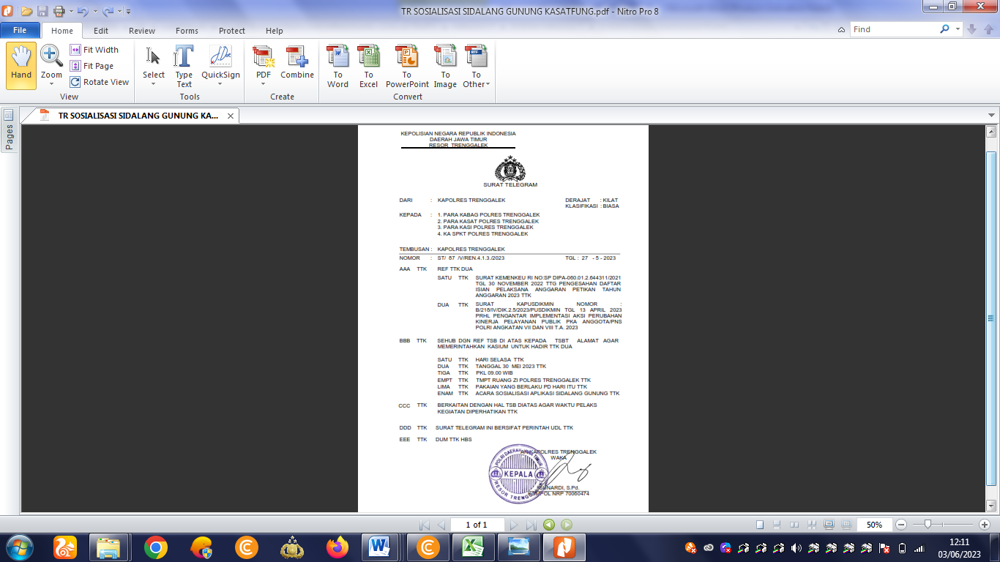 TR SOSIALISASI SIDALANG GUNUNG KASATFUNG.pdf - Nitro Pro 8
File Home Edit Review Forms Protect Help Find
Hand
Zoom
Fit Width
Fit Page
Rotate View
View
Select
Type Text
QuickSign
Tools
PDF
Combine
Create
To Word
To Excel
To PowerPoint
To Image
To Other
Convert
TR SOSIALISASI SIDALANG GUNUNG KA...
Pages
KEPOLISIAN NEGARA REPUBLIK INDONESIA
DAERAH JAWA TIMUR
RESOR TRENGGALEK
SURAT TELEGRAM
DARI : KAPOLRES TRENGGALEK DERAJAT : KILAT
KLASIFIKASI : BIASA
KEPADA : 1. PARA KABAG POLRES TRENGGALEK
2. PARA KASAT POLRES TRENGGALEK
3. PARA KASI POLRES TRENGGALEK
4. KA SPKT POLRES TRENGGALEK
TEMBUSAN : KAPOLRES TRENGGALEK
NOMOR : ST/ 67 /V/REN.4.1.3./2023 TGL : 27 - 5 - 2023
AAA TTK REF TTK DUA
SATU TTK SURAT KEMENKEU RI NO:SP DIPA-060.01.2.644311/2021
TGL 30 NOVEMBER 2022 TTG PENGESAHAN DAFTAR
ISIAN PELAKSANA ANGGARAN PETIKAN TAHUN
ANGGARAN 2023 TTK
DUA TTK SURAT KAPUSDIKMIN NOMOR :
B/216/IV/DIK.2.5/2023/PUSDIKMIN TGL 13 APRIL 2023
PRHL PENGANTAR IMPLEMENTASI AKSI PERUBAHAN
KINERJA PELAYANAN PUBLIK PKA ANGGOTA/PNS
POLRI ANGKATAN VII DAN VIII T.A. 2023
BBB TTK SEHUB DGN REF TSB DI ATAS KEPADA TSBT ALAMAT AGAR
MEMERINTAHKAN KASIUM UNTUK HADIR TTK DUA
SATU TTK HARI SELASA TTK
DUA TTK TANGGAL 30 MEI 2023 TTK
TIGA TTK PKL 09.00 WIB
EMPT TTK TMPT RUANG ZI POLRES TRENGGALEK TTK
LIMA TTK PAKAIAN YANG BERLAKU PD HARI ITU TTK
ENAM TTK ACARA SOSIALISASI APLIKASI SIDALANG GUNUNG TTK
CCC TTK BERKAITAN DENGAN HAL TSB DIATAS AGAR WAKTU PELAKS
KEGIATAN DIPERHATIKAN TTK
DDD TTK SURAT TELEGRAM INI BERSIFAT PERINTAH UDL TTK
EEE TTK DUM TTK HBS
KAPOLRES TRENGGALEK
WAKA
POLRI DAERAH JAWA TIMUR
KEPALA
RESOR TRENGGALEK
SUNARDI, S.Pd.
KOMPOL NRP 70060474
1 of 1
50%
12:11
03/06/2023